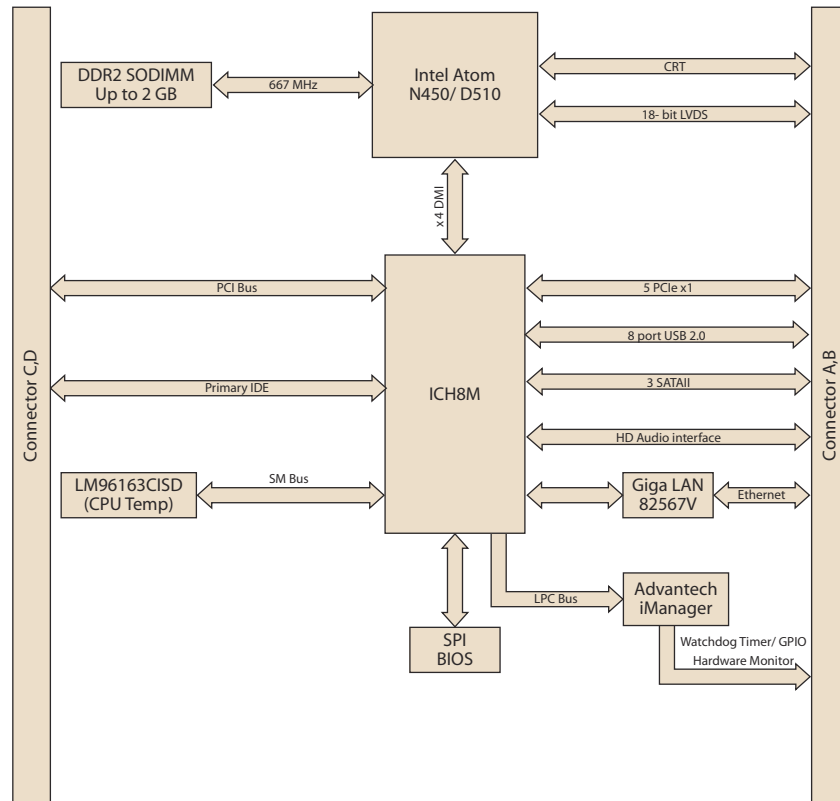 DDR2 SODIMM
Up to 2 GB
667 MHz
Intel Atom
N450/ D510
CRT
18- bit LVDS
x4 DMI
Connector C,D
Connector A,B
PCI Bus
Primary IDE
ICH8M
5 PCIe x1
8 port USB 2.0
3 SATAII
HD Audio interface
LM96163CISD
(CPU Temp)
SM Bus
Giga LAN
82567V
Ethernet
SPI
BIOS
LPC Bus
Advantech
iManager
Watchdog Timer/ GPIO
Hardware Monitor